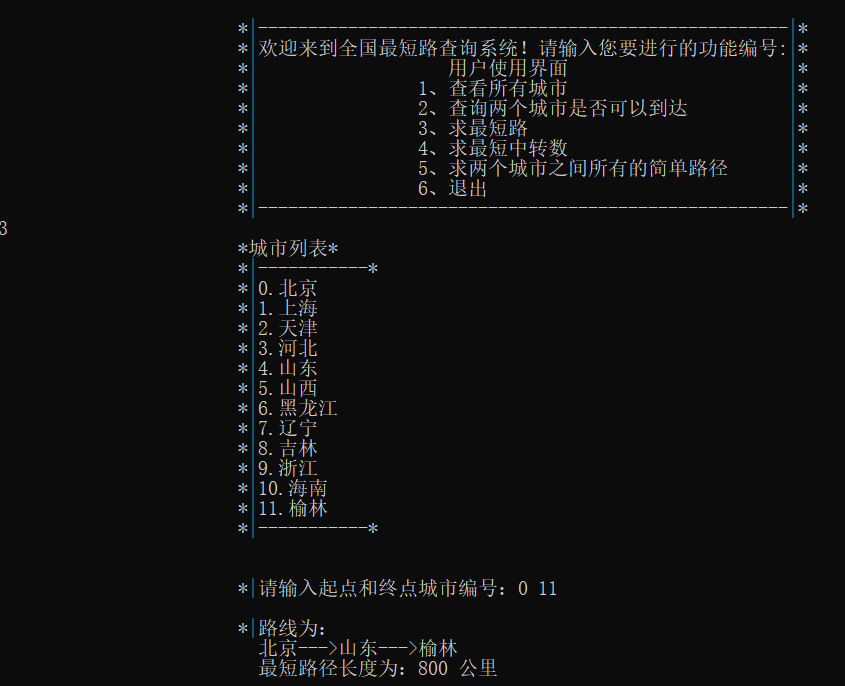 *|-----------------------------------------------------|*
*|欢迎来到全国最短路查询系统！请输入您要进行的功能编号:|*
*| 用户使用界面 |*
*| 1、查看所有城市 |*
*| 2、查询两个城市是否可以到达 |*
*| 3、求最短路 |*
*| 4、求最短中转数 |*
*| 5、求两个城市之间所有的简单路径 |*
*| 6、退出 |*
*|-----------------------------------------------------|*
3
*城市列表*
*|-----------*
*|0.北京
*|1.上海
*|2.天津
*|3.河北
*|4.山东
*|5.山西
*|6.黑龙江
*|7.辽宁
*|8.吉林
*|9.浙江
*|10.海南
*|11.榆林
*|-----------*
*|请输入起点和终点城市编号：0 11
*|路线为：
北京--->山东--->榆林
最短路径长度为：800 公里